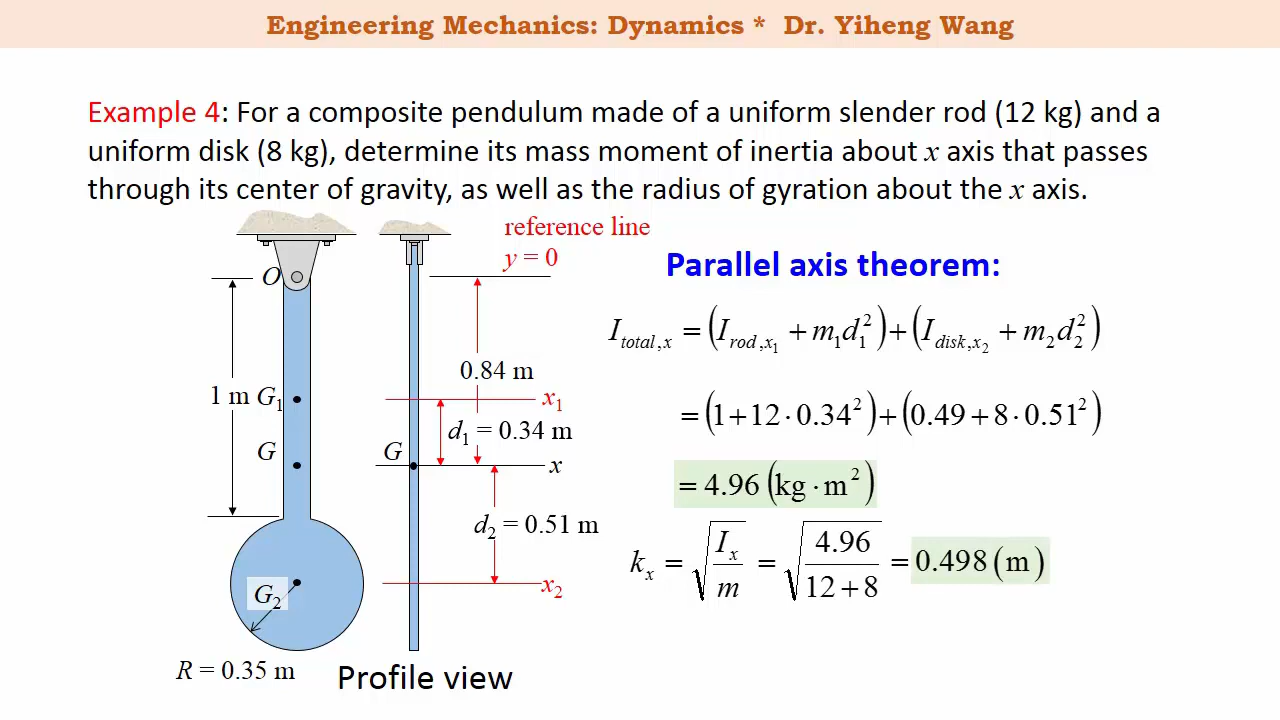 Engineering Mechanics: Dynamics * Dr. Yiheng Wang
Example 4: For a composite pendulum made of a uniform slender rod (12 kg) and a
uniform disk (8 kg), determine its mass moment of inertia about x axis that passes
through its center of gravity, as well as the radius of gyration about the x axis.
reference line
y = 0
O
Parallel axis theorem:
I_total,x = (I_rod,x₁ + m₁d₁²) + (I_disk,x₂ + m₂d₂²)
0.84 m
1 m G₁
x₁
= (1+12·0.34²)+(0.49+8·0.51²)
d₁ = 0.34 m
G
G
x
= 4.96 (kg·m²)
d₂ = 0.51 m
kₓ = √(Iₓ/m) = √(4.96/(12+8)) = 0.498 (m)
G₂
x₂
R = 0.35 m
Profile view